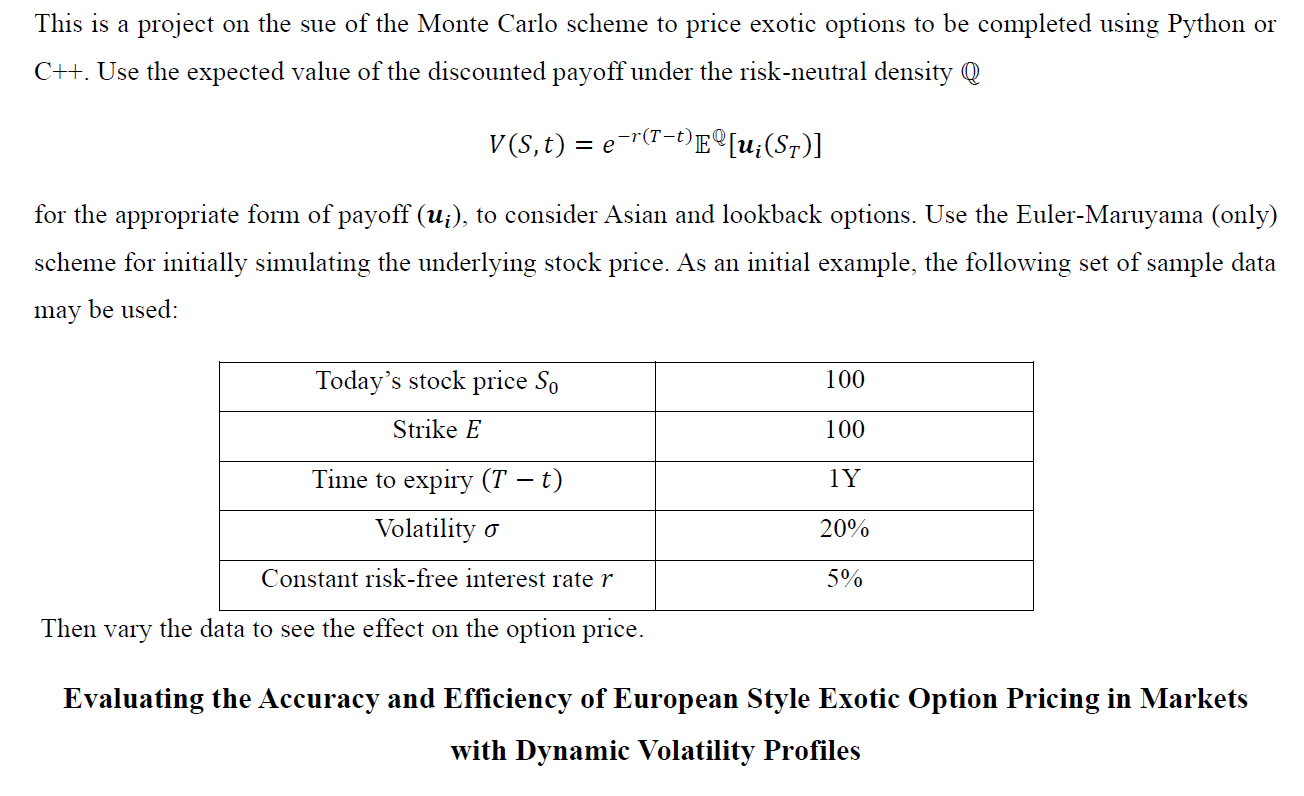 This is a project on the sue of the Monte Carlo scheme to price exotic options to be completed using Python or
C++. Use the expected value of the discounted payoff under the risk-neutral density ℚ
V(S, t) = e^{−r(T−t)}𝔼^ℚ[u_i(S_T)]
for the appropriate form of payoff (u_i), to consider Asian and lookback options. Use the Euler-Maruyama (only)
scheme for initially simulating the underlying stock price. As an initial example, the following set of sample data
may be used:
Today's stock price S_0 100
Strike E 100
Time to expiry (T − t) 1Y
Volatility σ 20%
Constant risk-free interest rate r 5%
Then vary the data to see the effect on the option price.
Evaluating the Accuracy and Efficiency of European Style Exotic Option Pricing in Markets
with Dynamic Volatility Profiles